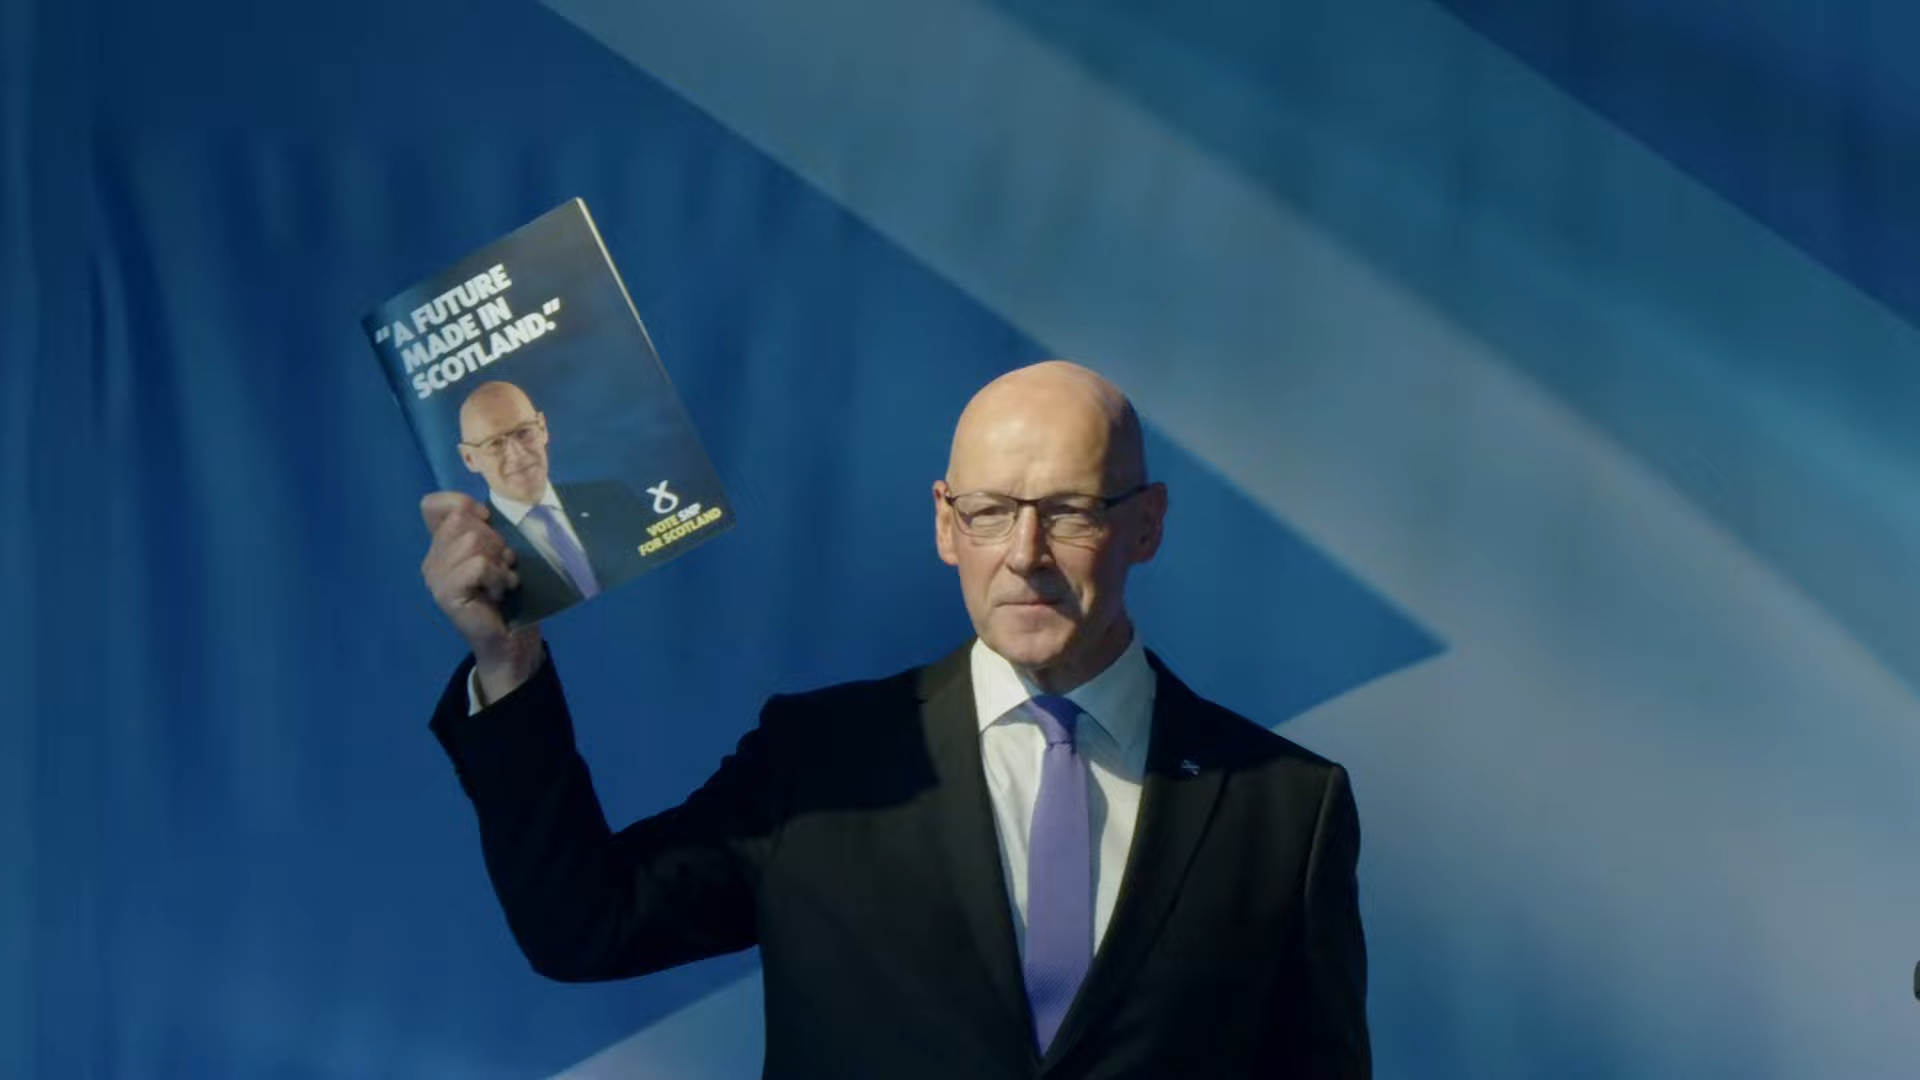 "A FUTURE
MADE IN
SCOTLAND."
VOTE SNP
FOR SCOTLAND